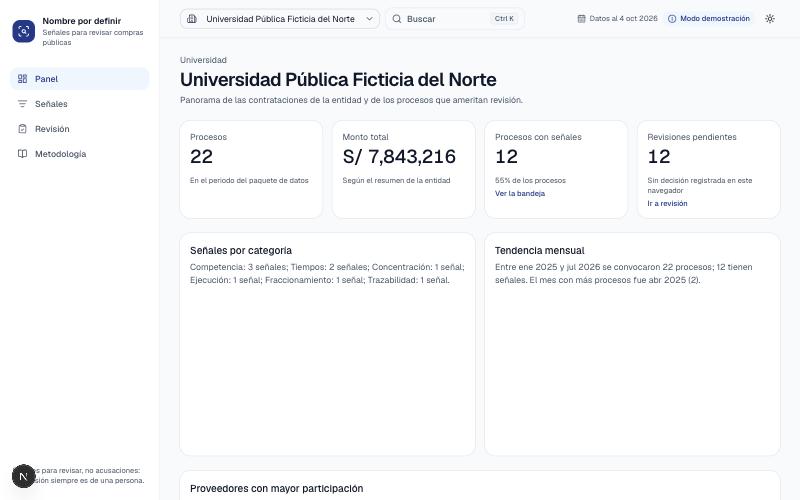 Nombre por definir
Señales para revisar compras
públicas
Panel
Señales
Revisión
Metodología
s para revisar, no acusaciones:
sión siempre es de una persona.
N
Universidad Pública Ficticia del Norte
Buscar
Ctrl K
Datos al 4 oct 2026
Modo demostración
Universidad
Universidad Pública Ficticia del Norte
Panorama de las contrataciones de la entidad y de los procesos que ameritan revisión.
Procesos
22
En el periodo del paquete de datos
Monto total
S/ 7,843,216
Según el resumen de la entidad
Procesos con señales
12
55% de los procesos
Ver la bandeja
Revisiones pendientes
12
Sin decisión registrada en este
navegador
Ir a revisión
Señales por categoría
Competencia: 3 señales; Tiempos: 2 señales; Concentración: 1 señal;
Ejecución: 1 señal; Fraccionamiento: 1 señal; Trazabilidad: 1 señal.
Tendencia mensual
Entre ene 2025 y jul 2026 se convocaron 22 procesos; 12 tienen
señales. El mes con más procesos fue abr 2025 (2).
Proveedores con mayor participación